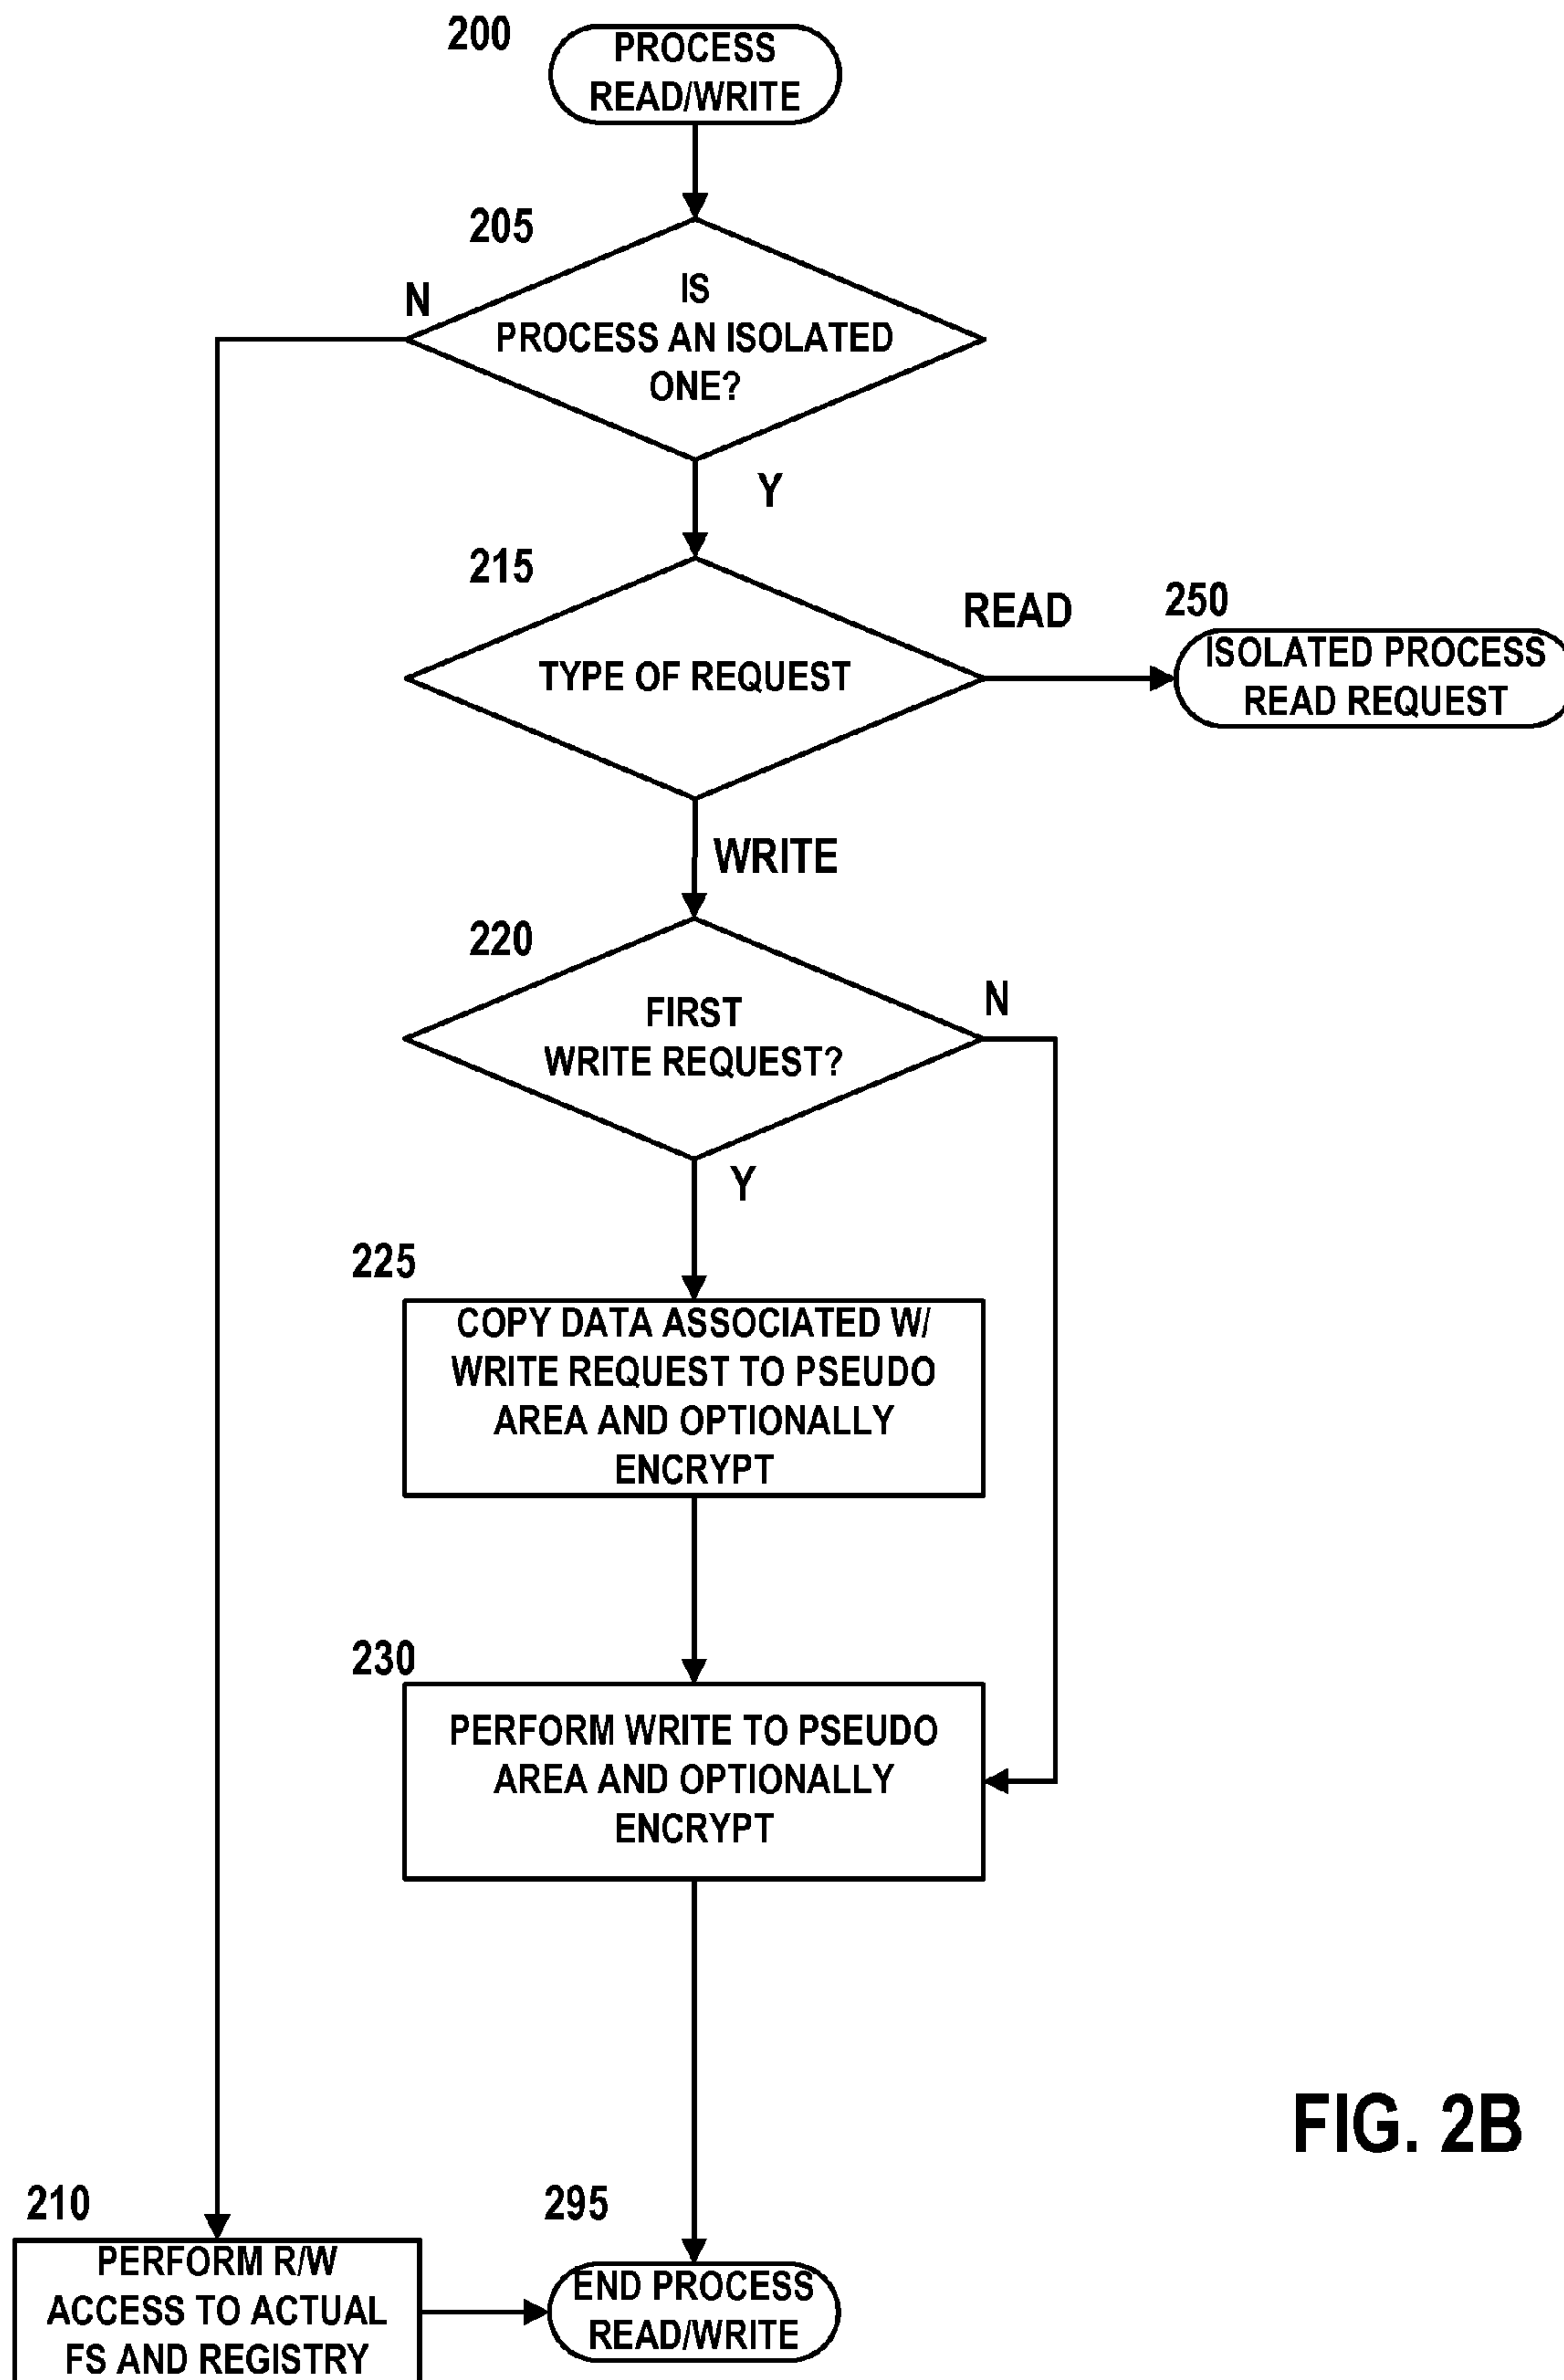 200
PROCESS
READ/WRITE
205
N
IS
PROCESS AN ISOLATED
ONE?
Y
215
TYPE OF REQUEST
READ
250
ISOLATED PROCESS
READ REQUEST
WRITE
220
FIRST
WRITE REQUEST?
N
Y
225
COPY DATA ASSOCIATED W/
WRITE REQUEST TO PSEUDO
AREA AND OPTIONALLY
ENCRYPT
230
PERFORM WRITE TO PSEUDO
AREA AND OPTIONALLY
ENCRYPT
FIG. 2B
210
PERFORM R/W
ACCESS TO ACTUAL
FS AND REGISTRY
295
END PROCESS
READ/WRITE